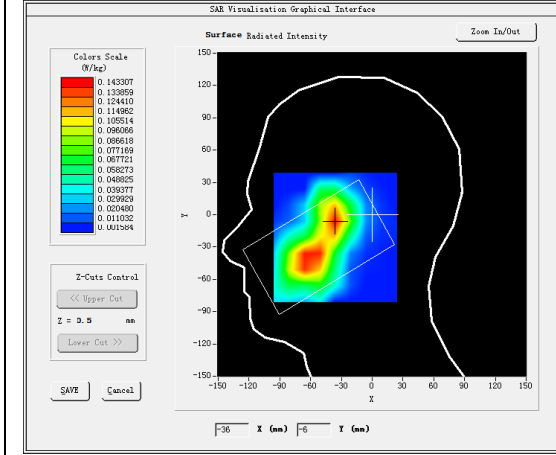 SAR Visualisation Graphical Interface
Surface Radiated Intensity
Zoom In/Out
Colors Scale
(W/kg)
0.143307
0.133859
0.124410
0.114962
0.105514
0.096066
0.086618
0.077169
0.067721
0.058273
0.048825
0.039377
0.029929
0.020480
0.011032
0.001584
Z-Cuts Control
<< Upper Cut
Z = 0.5 mm
Lower Cut >>
SAVE Cancel
150
120
90
60
30
0
-30
-60
-90
-120
-150
Y
-150 -120 -90 -60 -30 0 30 60 90 120 150
X
-36 X (mm) -6 Y (mm)